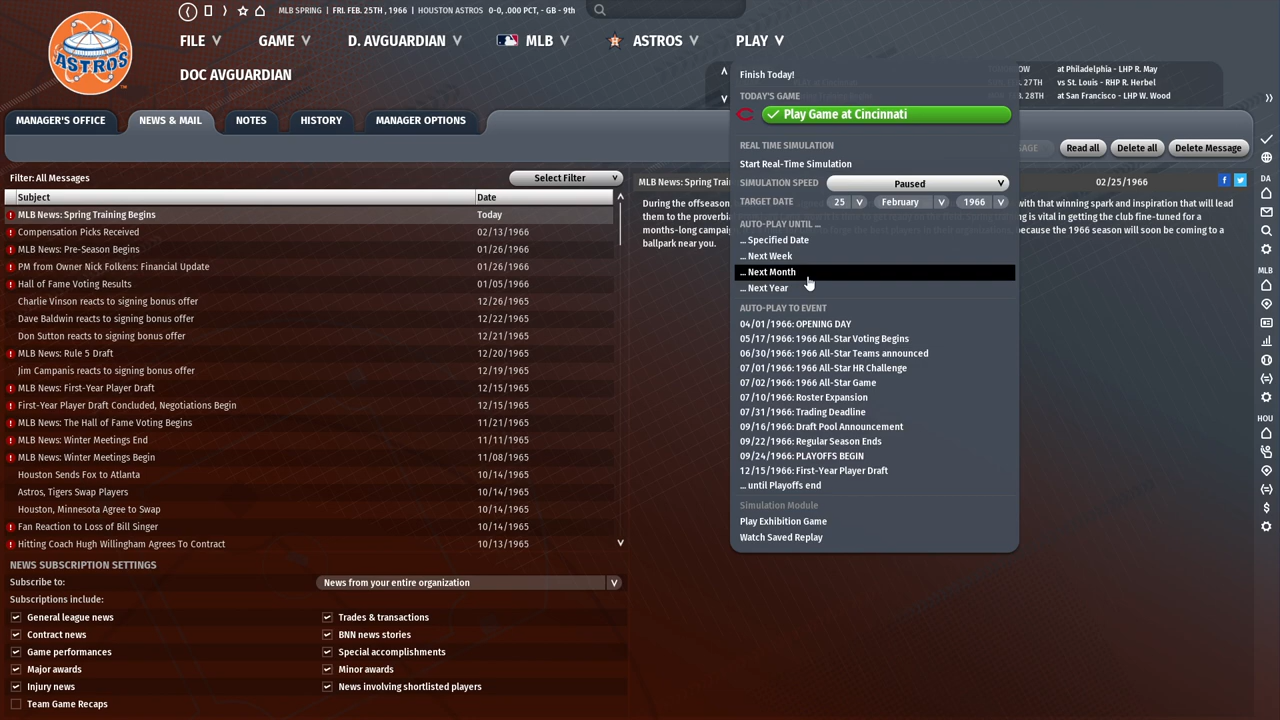 MLB SPRING | FRI. FEB. 25TH , 1966 | HOUSTON ASTROS 0-0, .000 PCT, - GB - 9th
ASTROS
FILE GAME D. AVGUARDIAN MLB ASTROS PLAY
DOC AVGUARDIAN
at Philadelphia - LHP R. May
FEB. 27TH vs St. Louis - RHP R. Herbel
28TH at San Francisco - LHP W. Wood
MANAGER'S OFFICE NEWS & MAIL NOTES HISTORY MANAGER OPTIONS
Read all Delete all Delete Message
Filter: All Messages Select Filter
Subject Date
MLB News: Spring Training Begins Today
Compensation Picks Received 02/13/1966
MLB News: Pre-Season Begins 01/26/1966
PM from Owner Nick Folkens: Financial Update 01/26/1966
Hall of Fame Voting Results 01/05/1966
Charlie Vinson reacts to signing bonus offer 12/26/1965
Dave Baldwin reacts to signing bonus offer 12/22/1965
Don Sutton reacts to signing bonus offer 12/21/1965
MLB News: Rule 5 Draft 12/20/1965
Jim Campanis reacts to signing bonus offer 12/19/1965
MLB News: First-Year Player Draft 12/15/1965
First-Year Player Draft Concluded, Negotiations Begin 12/15/1965
MLB News: The Hall of Fame Voting Begins 11/21/1965
MLB News: Winter Meetings End 11/11/1965
MLB News: Winter Meetings Begin 11/08/1965
Houston Sends Fox to Atlanta 10/14/1965
Astros, Tigers Swap Players 10/14/1965
Houston, Minnesota Agree to Swap 10/14/1965
Fan Reaction to Loss of Bill Singer 10/14/1965
Hitting Coach Hugh Willingham Agrees To Contract 10/13/1965
NEWS SUBSCRIPTION SETTINGS
Subscribe to: News from your entire organization
Subscriptions include:
General league news Trades & transactions
Contract news BNN news stories
Game performances Special accomplishments
Major awards Minor awards
Injury news News involving shortlisted players
Team Game Recaps
MLB News: Spring Trai 02/25/1966
During the offseason with that winning spark and inspiration that will lead
them to the proverbia training is vital in getting the club fine-tuned for a
months-long campai because the 1966 season will soon be coming to a
ballpark near you.
Finish Today!
TODAY'S GAME
Play Game at Cincinnati
REAL TIME SIMULATION
Start Real-Time Simulation
SIMULATION SPEED Paused
TARGET DATE 25 February 1966
AUTO-PLAY UNTIL ...
... Specified Date
... Next Week
... Next Month
... Next Year
AUTO-PLAY TO EVENT
04/01/1966: OPENING DAY
05/17/1966: 1966 All-Star Voting Begins
06/30/1966: 1966 All-Star Teams announced
07/01/1966: 1966 All-Star HR Challenge
07/02/1966: 1966 All-Star Game
07/10/1966: Roster Expansion
07/31/1966: Trading Deadline
09/16/1966: Draft Pool Announcement
09/22/1966: Regular Season Ends
09/24/1966: PLAYOFFS BEGIN
12/15/1966: First-Year Player Draft
... until Playoffs end
Simulation Module
Play Exhibition Game
Watch Saved Replay
DA
MLB
HOU